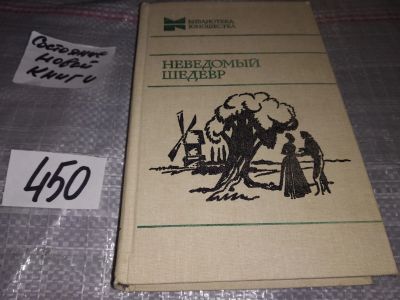 Состояние
новой
книги
450
БИБЛИОТЕКА
ЮНОШЕСТВА
НЕВЕДОМЫЙ
ШЕДЕВР